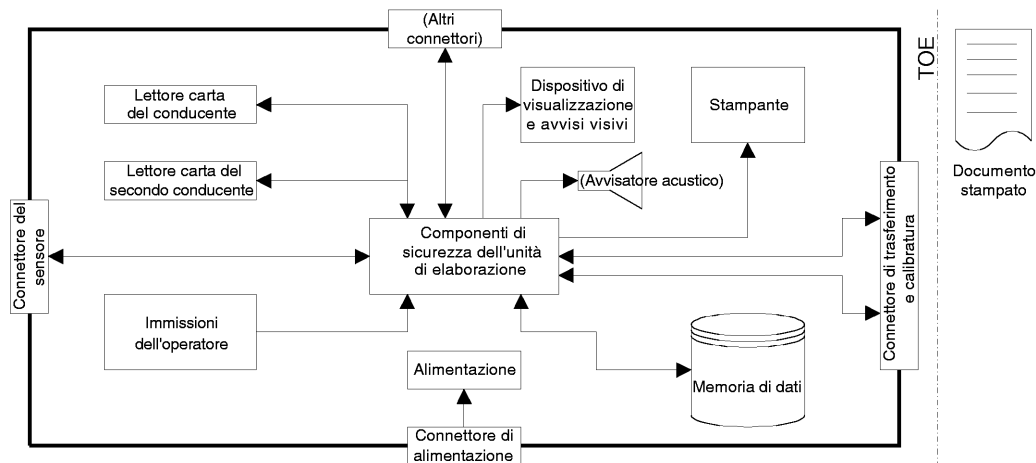 (Altri
connettori)
TOE
Lettore carta
del conducente
Dispositivo di
visualizzazione
e avvisi visivi
Stampante
Lettore carta del
secondo conducente
(Avvisatore acustico)
Documento
stampato
Connettore del
sensore
Componenti di
sicurezza dell'unità
di elaborazione
Connettore di trasferimento
e calibratura
Immissioni
dell'operatore
Alimentazione
Memoria di dati
Connettore di
alimentazione